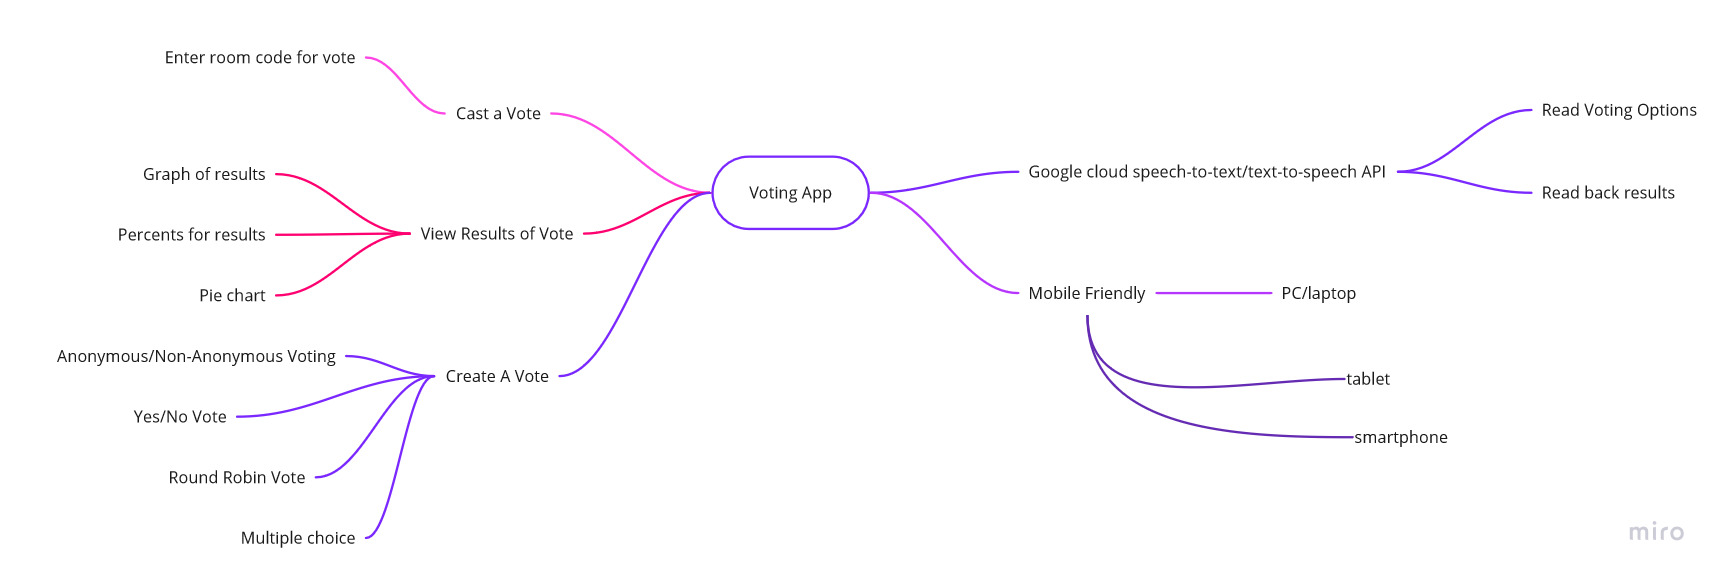 Enter room code for vote
Cast a Vote
Graph of results
Percents for results
View Results of Vote
Pie chart
Anonymous/Non-Anonymous Voting
Create A Vote
Yes/No Vote
Round Robin Vote
Multiple choice
Voting App
Google cloud speech-to-text/text-to-speech API
Read Voting Options
Read back results
Mobile Friendly
PC/laptop
tablet
smartphone
miro